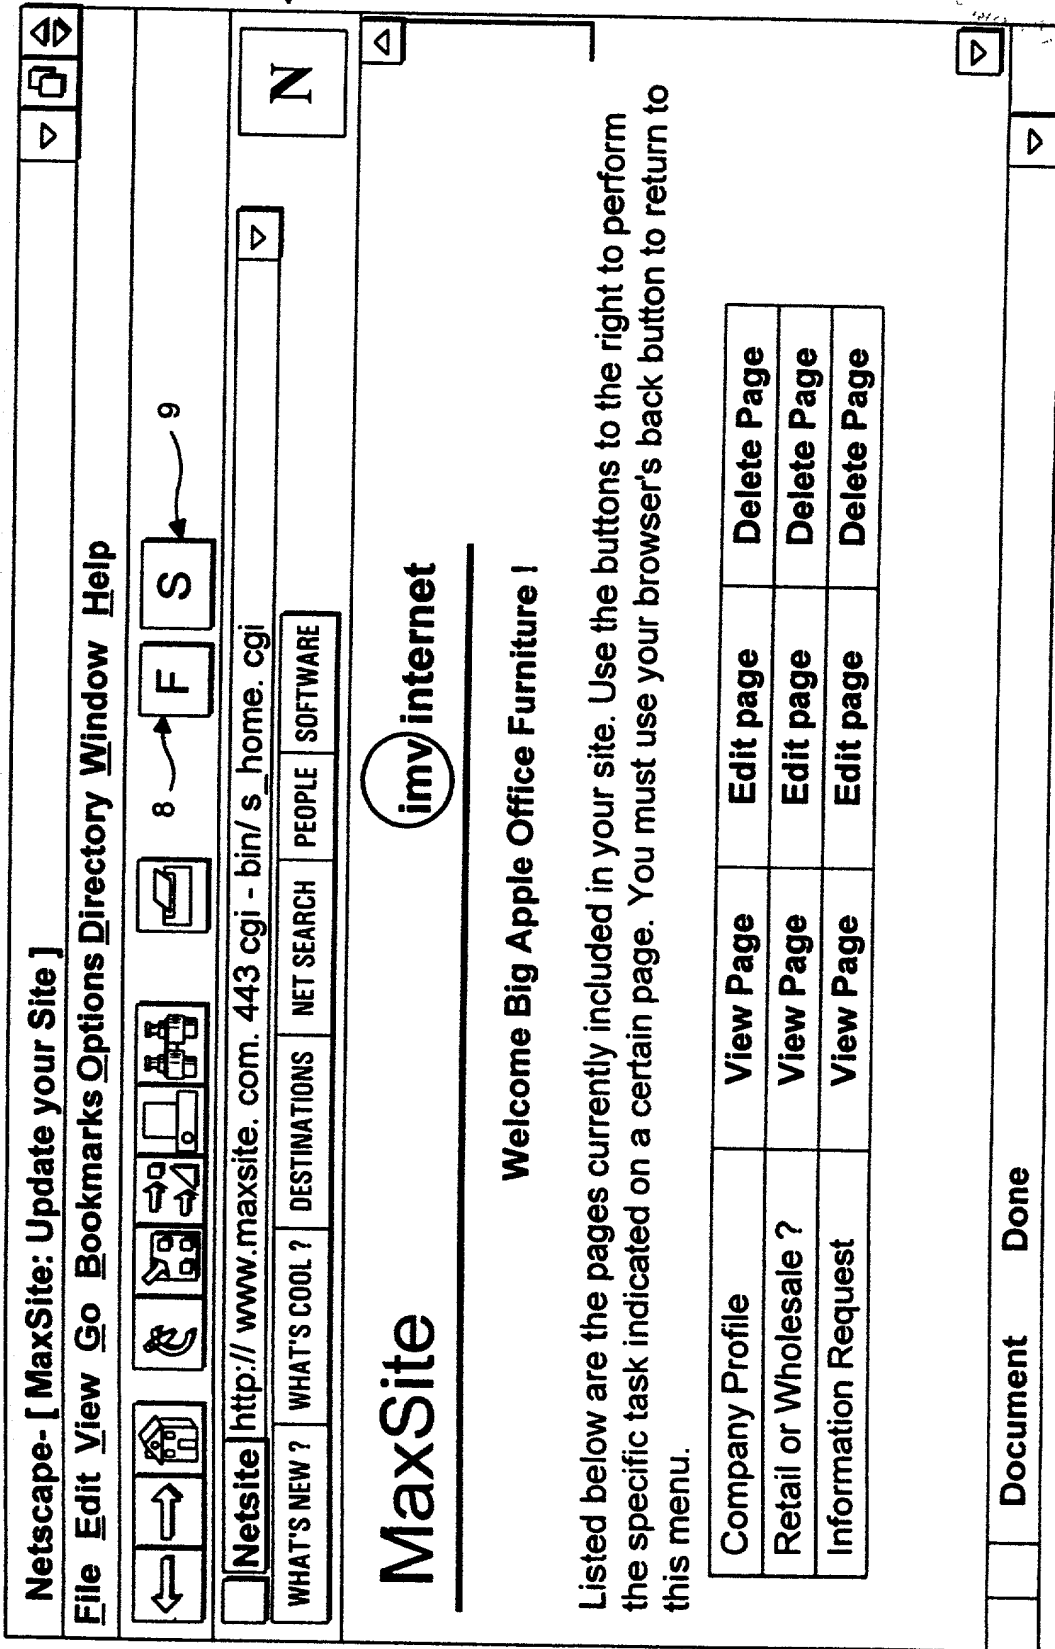 Netscape- [ MaxSite: Update your Site ]
File Edit View Go Bookmarks Options Directory Window Help
8 F S 9
Netsite http:// www.maxsite. com. 443 cgi - bin/ s_home. cgi
N
WHAT'S NEW ? WHAT'S COOL ? DESTINATIONS NET SEARCH PEOPLE SOFTWARE
MaxSite imv internet
Welcome Big Apple Office Furniture !
Listed below are the pages currently included in your site. Use the buttons to the right to perform
the specific task indicated on a certain page. You must use your browser's back button to return to
this menu.
Company Profile View Page Edit page Delete Page
Retail or Wholesale ? View Page Edit page Delete Page
Information Request View Page Edit page Delete Page
Document Done